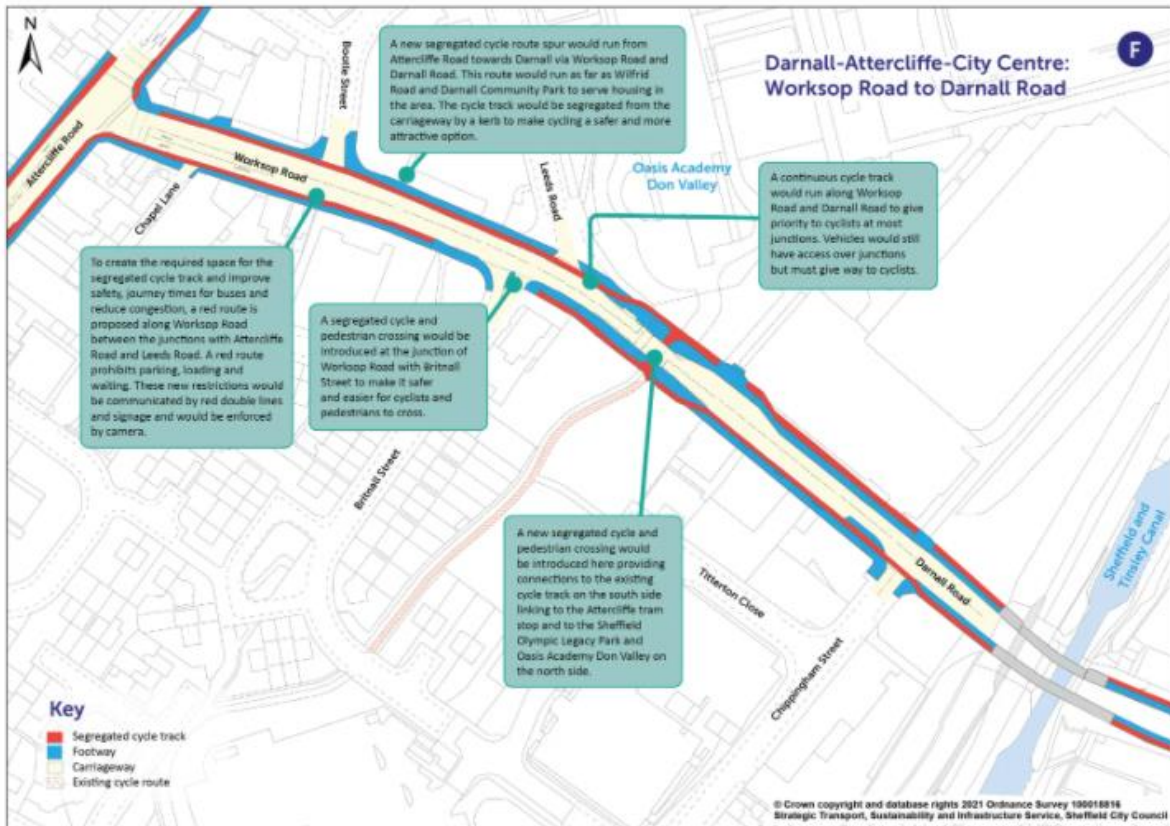 N
Darnall-Attercliffe-City Centre:
Worksop Road to Darnall Road
F
A new segregated cycle route spur would run from
Attercliffe Road towards Darnall via Worksop Road and
Darnall Road. This route would run as far as Wilfrid
Road and Darnall Community Park to serve housing in
the area. The cycle track would be segregated from the
carriageway by a kerb to make cycling a safer and more
attractive option.
Bootle Street
Attercliffe Road
Worksop Road
Chapel Lane
Leeds Road
Oasis Academy
Don Valley
A continuous cycle track
would run along Worksop
Road and Darnall Road to give
priority to cyclists at most
junctions. Vehicles would still
have access over junctions
but must give way to cyclists.
To create the required space for the
segregated cycle track and improve
safety, journey times for buses and
reduce congestion, a red route is
proposed along Worksop Road
between the junctions with Attercliffe
Road and Leeds Road. A red route
prohibits parking, loading and
waiting. These new restrictions would
be communicated by red double lines
and signage and would be enforced
by camera.
A segregated cycle and
pedestrian crossing would be
introduced at the junction of
Worksop Road with Britnall
Street to make it safer
and easier for cyclists and
pedestrians to cross.
Britnall Street
A new segregated cycle and
pedestrian crossing would
be introduced here providing
connections to the existing
cycle track on the south side
linking to the Attercliffe tram
stop and to the Sheffield
Olympic Legacy Park and
Oasis Academy Don Valley on
the north side.
Titterton Close
Chippingham Street
Darnall Road
Sheffield and
Tinsley Canal
Key
Segregated cycle track
Footway
Carriageway
Existing cycle route
© Crown copyright and database rights 2021 Ordnance Survey 100018816
Strategic Transport, Sustainability and Infrastructure Service, Sheffield City Council